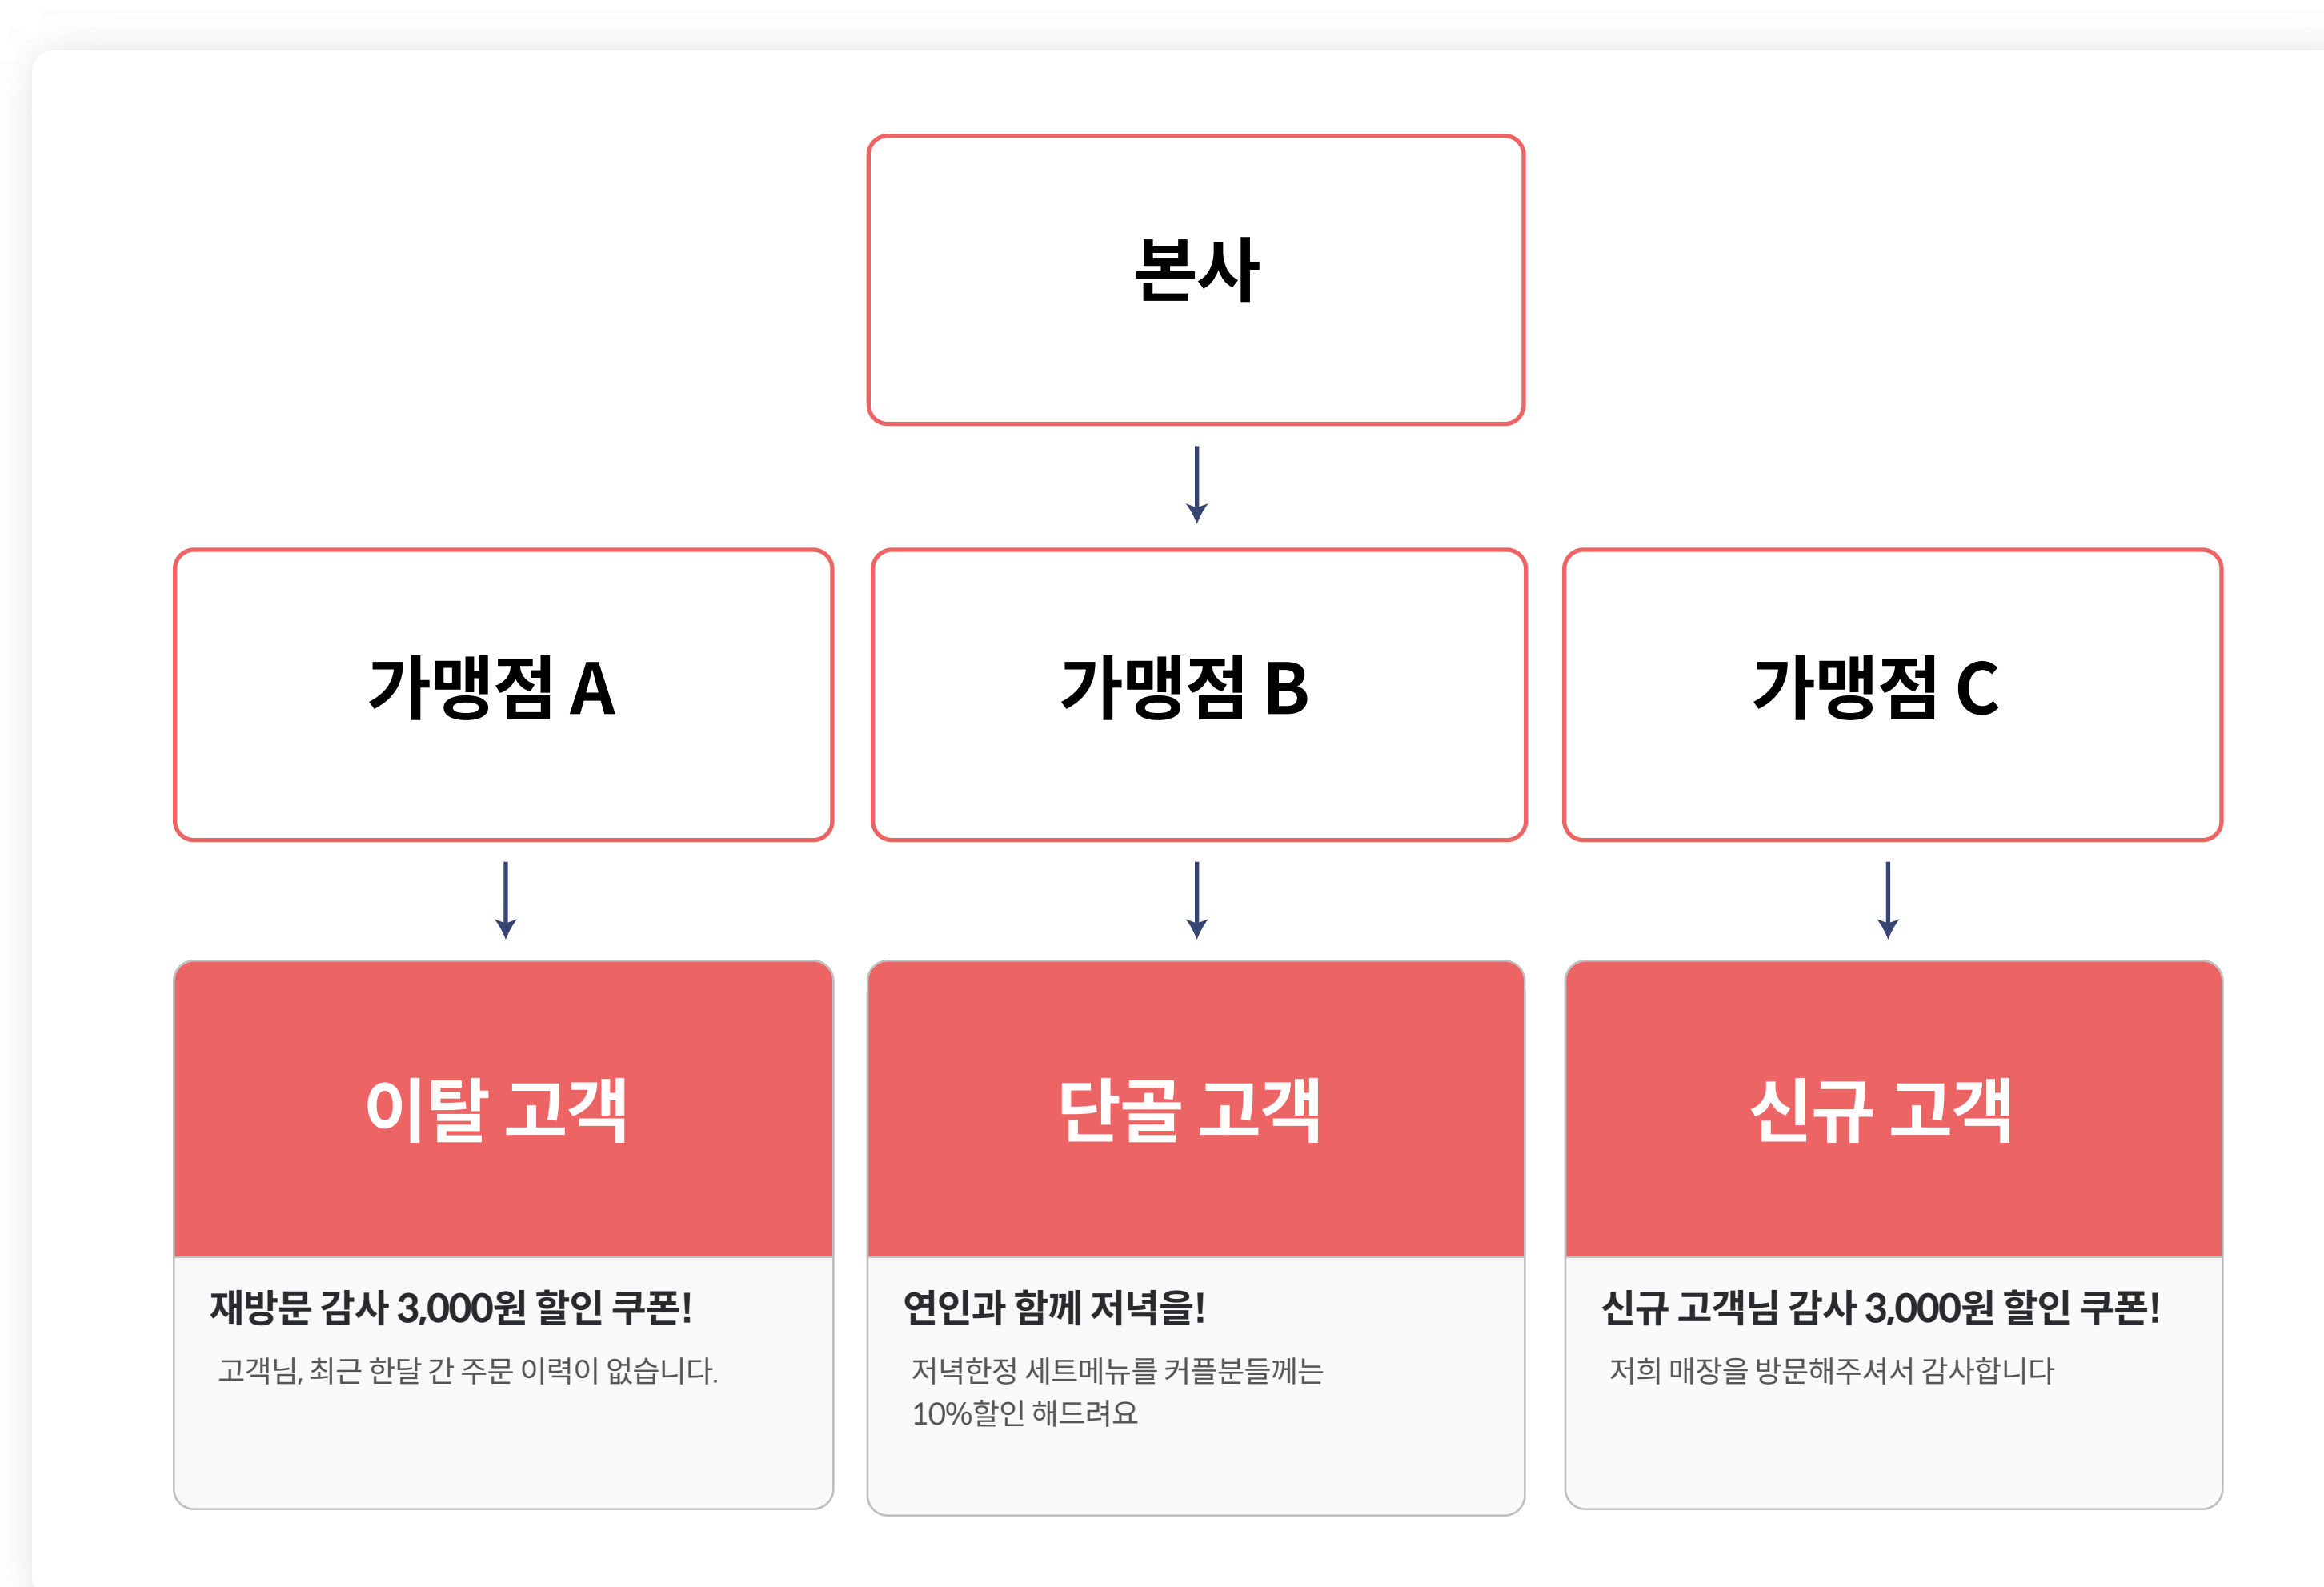 본사
가맹점 A
가맹점 B
가맹점 C
이탈 고객
단골 고객
신규 고객
재방문 감사 3,000원 할인 쿠폰!
고객님, 최근 한달 간 주문 이력이 없습니다.
연인과 함께 저녁을!
저녁한정 세트메뉴를 커플분들께는
10%할인 해드려요
신규 고객님 감사 3,000원 할인 쿠폰!
저희 매장을 방문해주셔서 감사합니다